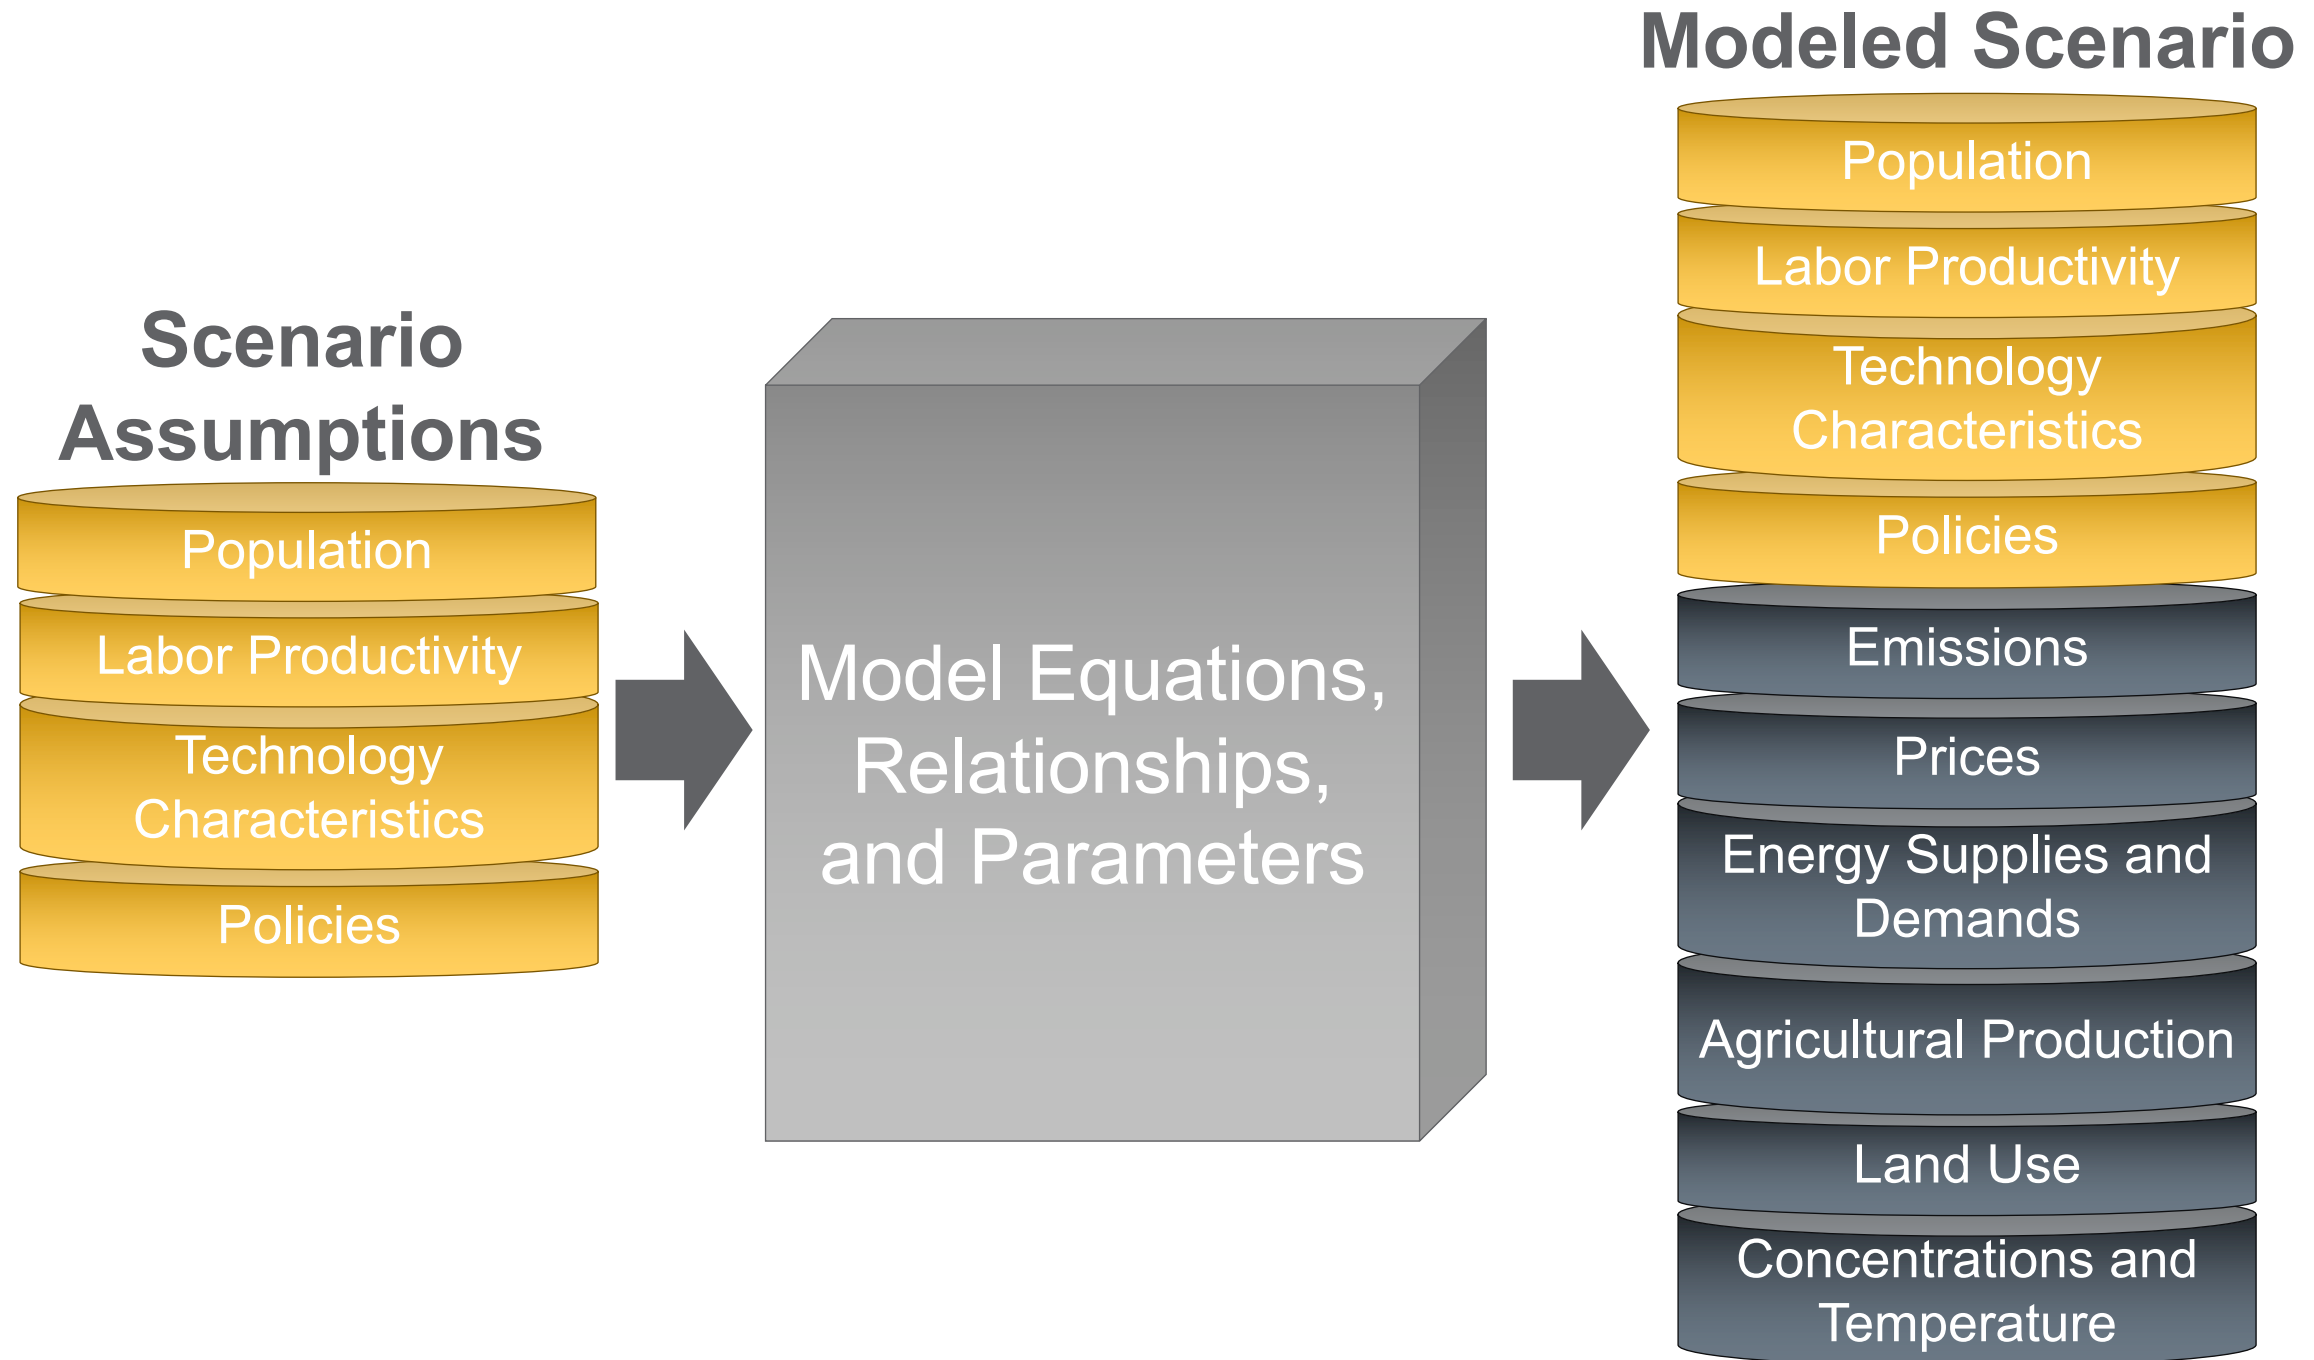 Scenario
Assumptions
Population
Labor Productivity
Technology
Characteristics
Policies
Model Equations,
Relationships,
and Parameters
Modeled Scenario
Population
Labor Productivity
Technology
Characteristics
Policies
Emissions
Prices
Energy Supplies and
Demands
Agricultural Production
Land Use
Concentrations and
Temperature